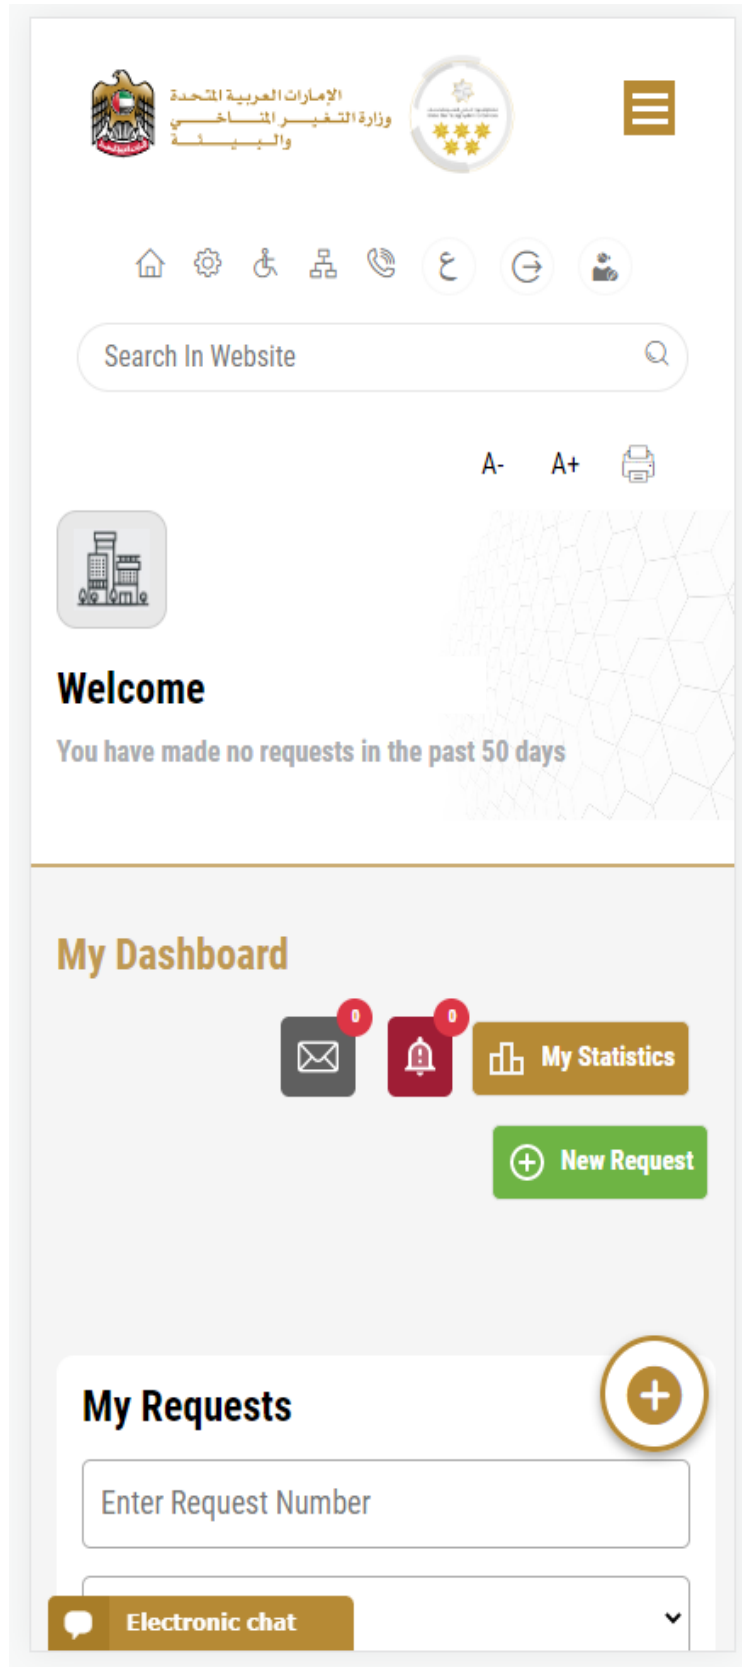 الإمارات العربية المتحدة
وزارة التغيير المناخي
والبيئة
ع
Search In Website
A- A+
Welcome
You have made no requests in the past 50 days
My Dashboard
0
0
My Statistics
New Request
My Requests
Enter Request Number
Electronic chat